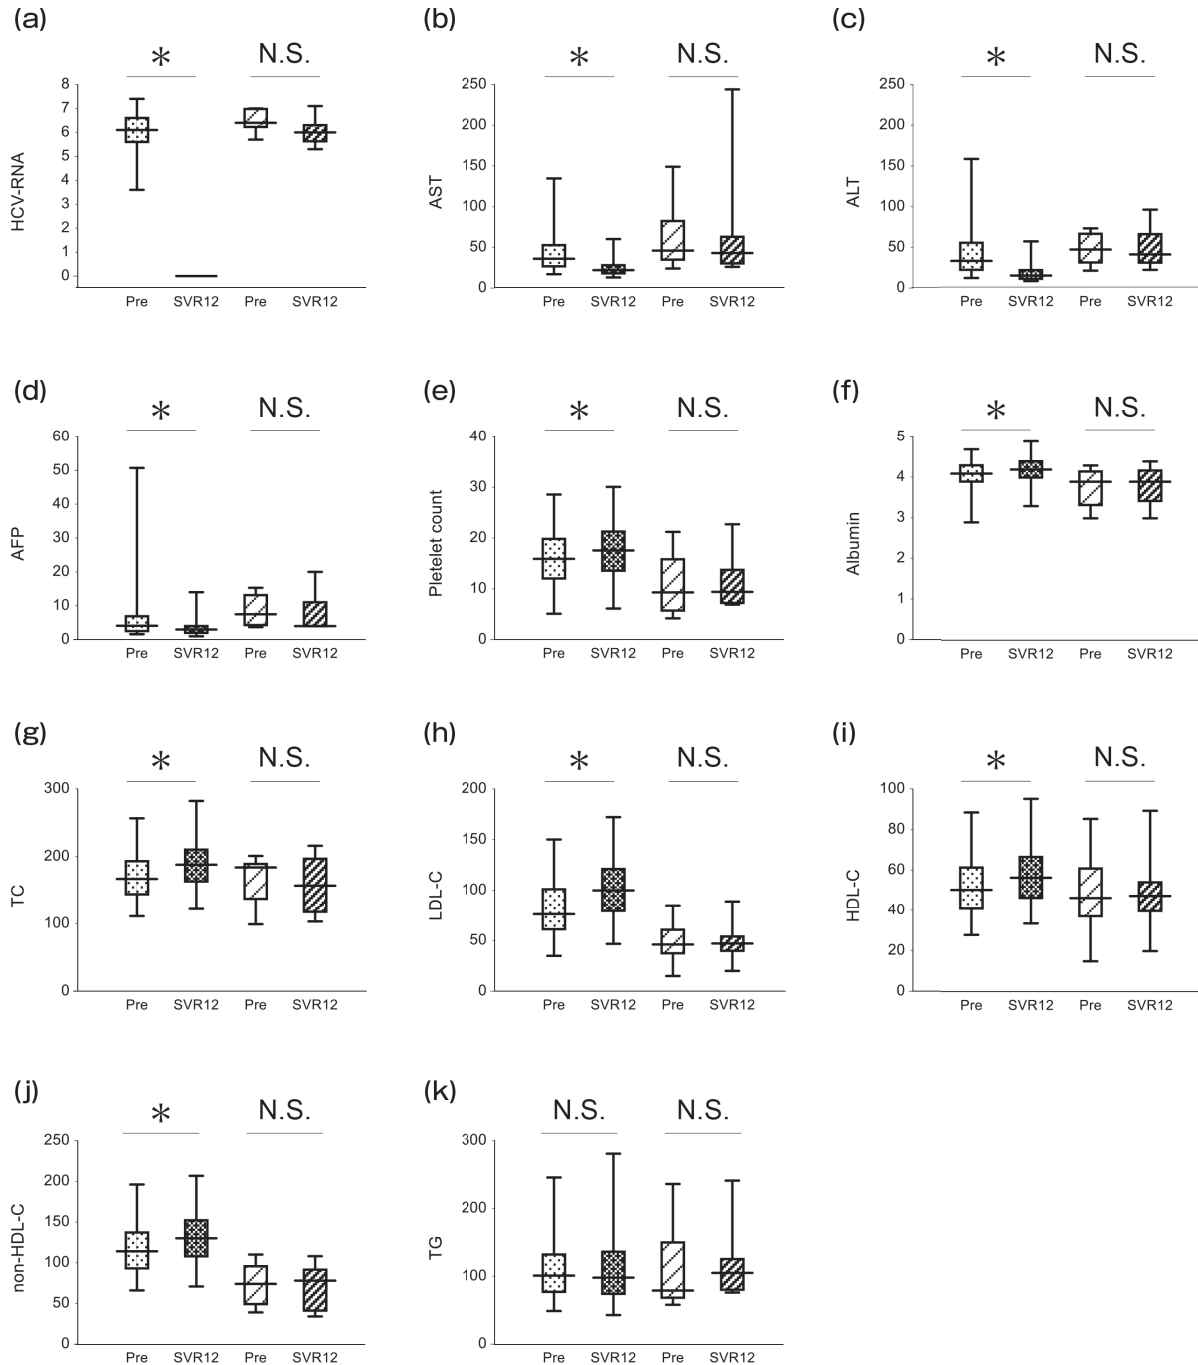 (a)
* N.S.
8
7
6
5
4
3
2
1
0
HCV-RNA
Pre SVR12 Pre SVR12
(b)
* N.S.
250
200
150
100
50
0
AST
Pre SVR12 Pre SVR12
(c)
* N.S.
250
200
150
100
50
0
ALT
Pre SVR12 Pre SVR12
(d)
* N.S.
60
50
40
30
20
10
0
AFP
Pre SVR12 Pre SVR12
(e)
* N.S.
40
30
20
10
0
Pletelet count
Pre SVR12 Pre SVR12
(f)
* N.S.
5
4
3
2
1
0
Albumin
Pre SVR12 Pre SVR12
(g)
* N.S.
300
200
100
0
TC
Pre SVR12 Pre SVR12
(h)
* N.S.
200
150
100
50
0
LDL-C
Pre SVR12 Pre SVR12
(i)
* N.S.
100
80
60
40
20
0
HDL-C
Pre SVR12 Pre SVR12
(j)
* N.S.
250
200
150
100
50
0
non-HDL-C
Pre SVR12 Pre SVR12
(k)
N.S. N.S.
300
200
100
0
TG
Pre SVR12 Pre SVR12